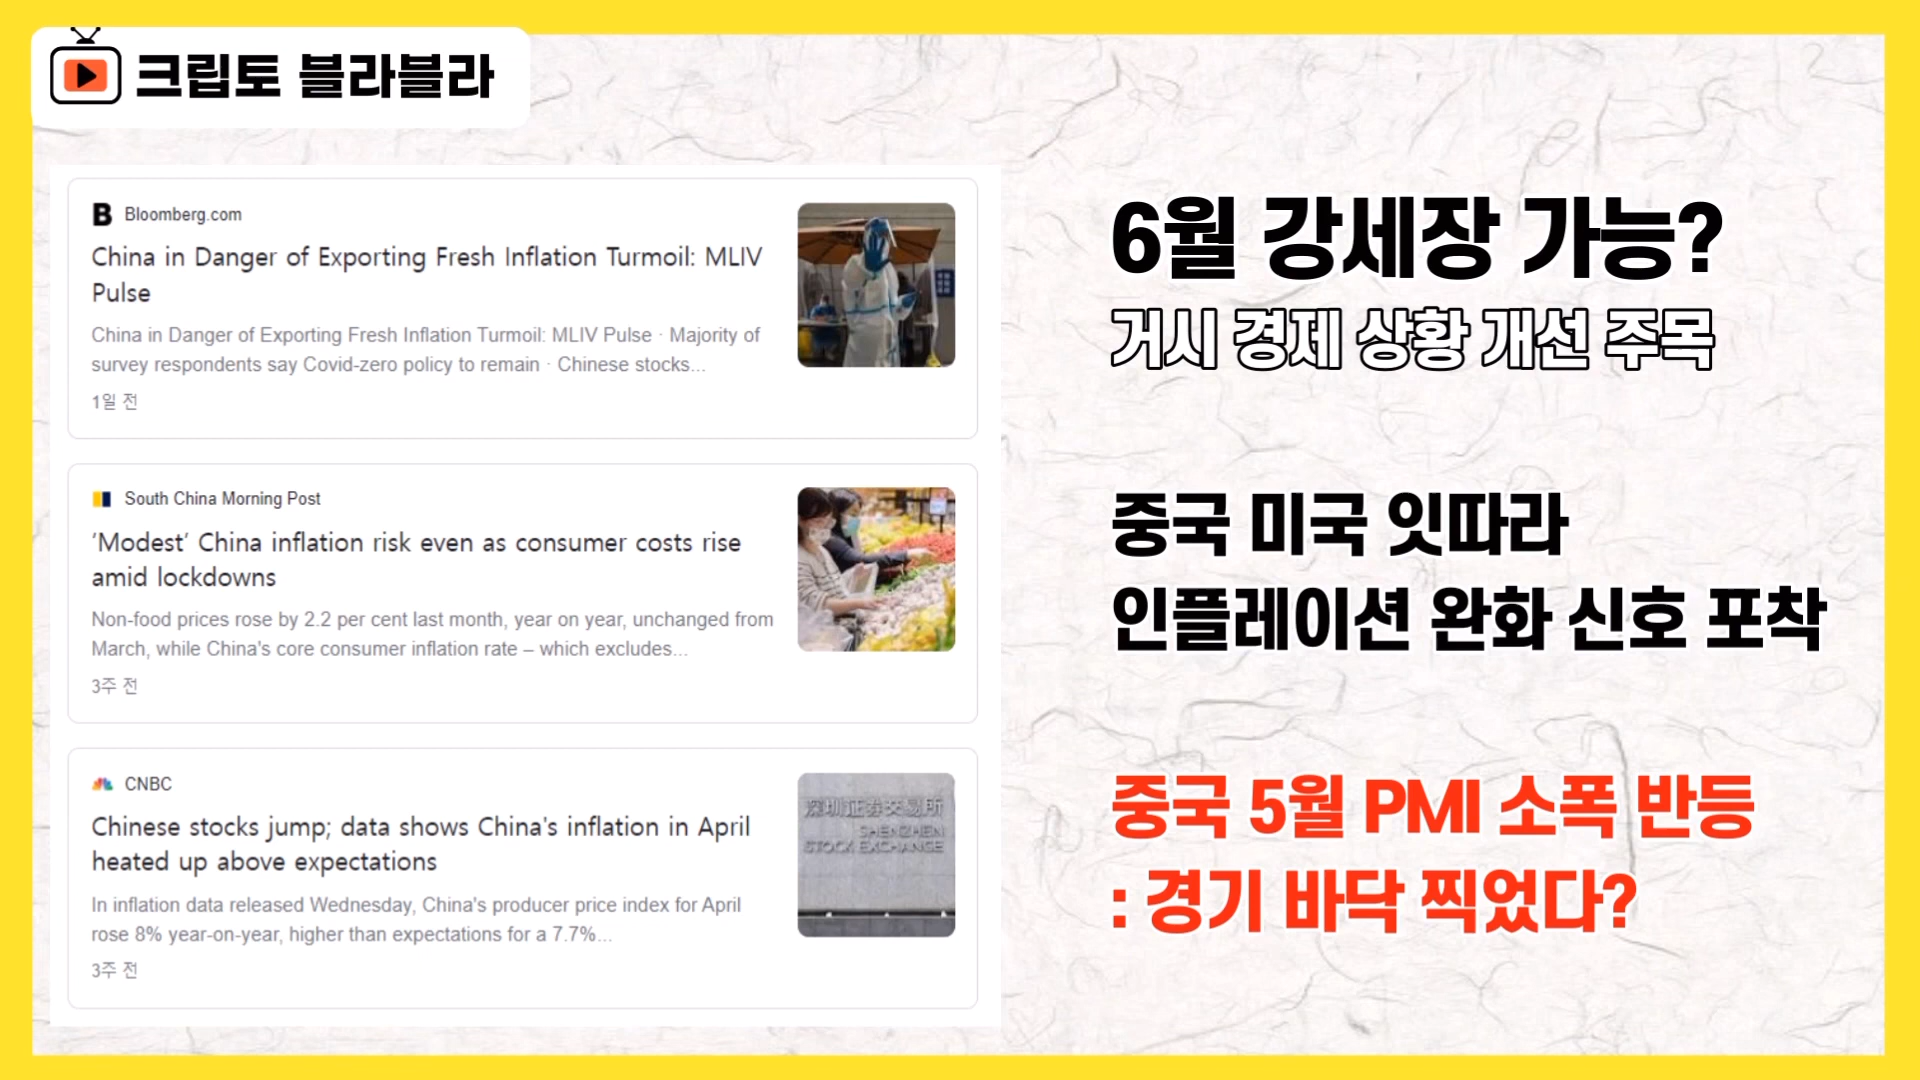 크립토 블라블라
Bloomberg.com
China in Danger of Exporting Fresh Inflation Turmoil: MLIV
Pulse
China in Danger of Exporting Fresh Inflation Turmoil: MLIV Pulse · Majority of
survey respondents say Covid-zero policy to remain · Chinese stocks...
1일 전
South China Morning Post
‘Modest’ China inflation risk even as consumer costs rise
amid lockdowns
Non-food prices rose by 2.2 per cent last month, year on year, unchanged from
March, while China's core consumer inflation rate – which excludes...
3주 전
CNBC
Chinese stocks jump; data shows China's inflation in April
heated up above expectations
In inflation data released Wednesday, China's producer price index for April
rose 8% year-on-year, higher than expectations for a 7.7%...
3주 전
深圳证券交易所
SHENZHEN
STOCK EXCHANGE
6월 강세장 가능?
거시 경제 상황 개선 주목
중국 미국 잇따라
인플레이션 완화 신호 포착
중국 5월 PMI 소폭 반등
: 경기 바닥 찍었다?